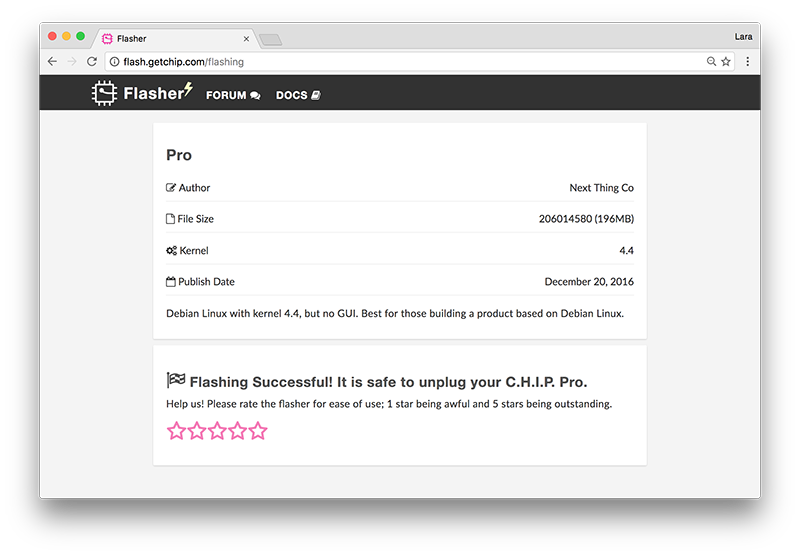 Flasher
Lara
flash.getchip.com/flashing
Flasher FORUM DOCS
Pro
Author Next Thing Co
File Size 206014580 (196MB)
Kernel 4.4
Publish Date December 20, 2016
Debian Linux with kernel 4.4, but no GUI. Best for those building a product based on Debian Linux.
Flashing Successful! It is safe to unplug your C.H.I.P. Pro.
Help us! Please rate the flasher for ease of use; 1 star being awful and 5 stars being outstanding.